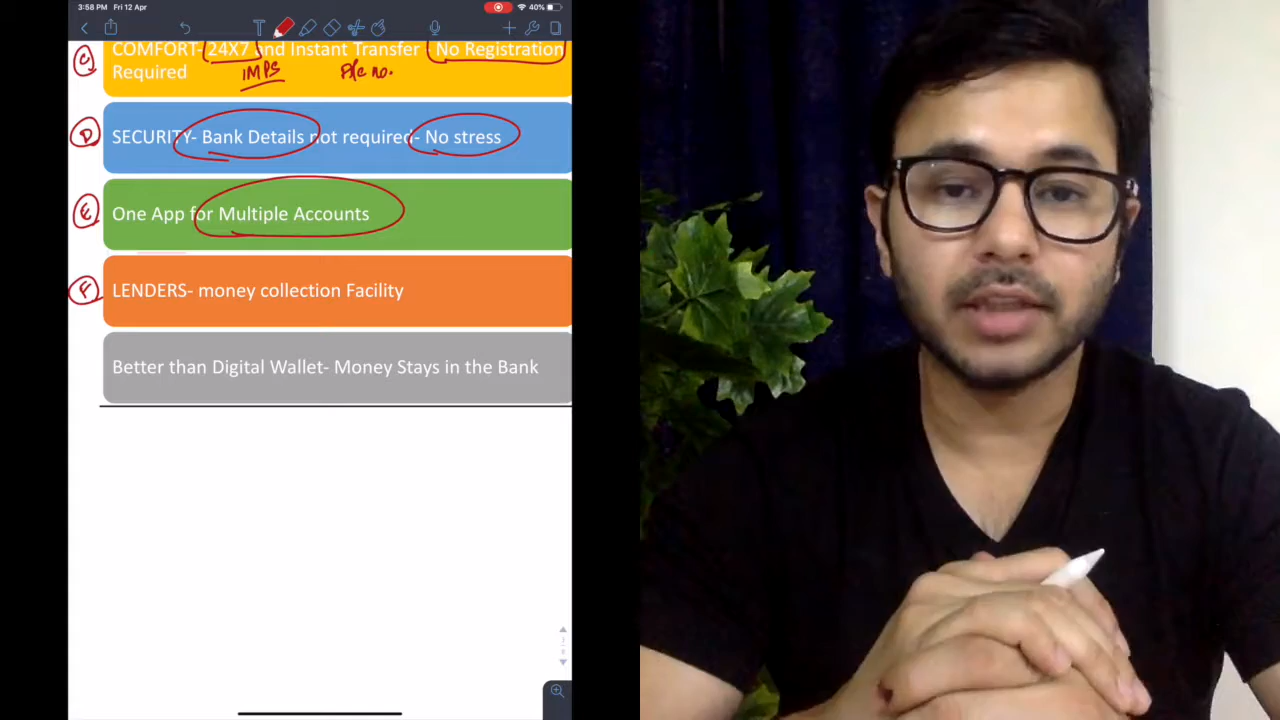 3:58 PM Fri 12 Apr
40%
T
C COMFORT- 24X7 and Instant Transfer No Registration
Required
IMPS A/c no.
D SECURITY- Bank Details not required- No stress
E One App for Multiple Accounts
F LENDERS- money collection Facility
Better than Digital Wallet- Money Stays in the Bank